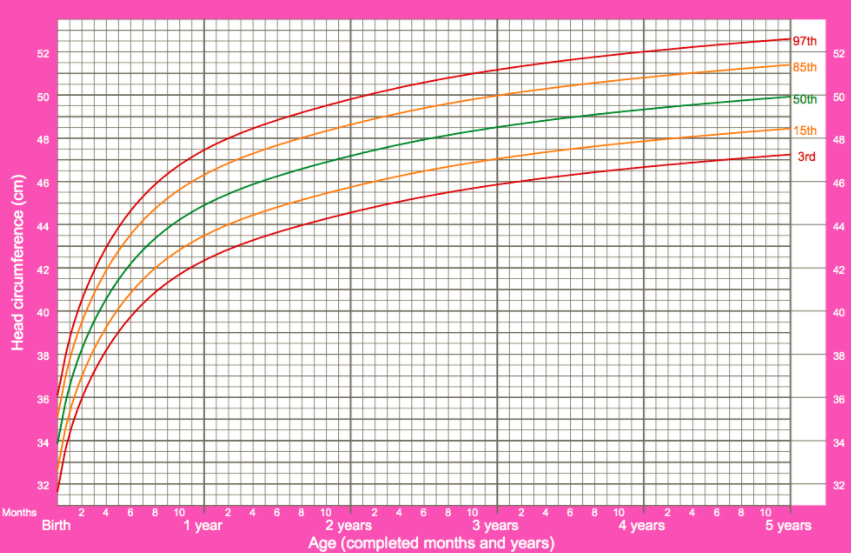 97th
52 52
85th
50 50th 50
48 15th 48
3rd
46 46
44 44
42 42
40 40
38 38
36 36
34 34
32 32
Head circumference (cm)
Months 2 4 6 8 10 2 4 6 8 10 2 4 6 8 10 2 4 6 8 10 2 4 6 8 10
Birth 1 year 2 years 3 years 4 years 5 years
Age (completed months and years)